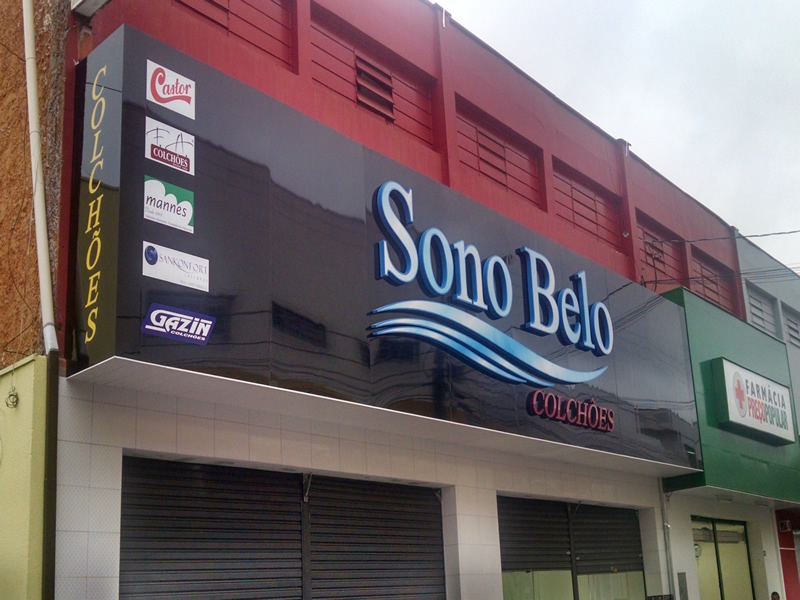 COLCHÕES
Castor
F.A
COLCHÕES
mannes
SANKONFORT
GAZIN
COLCHÕES
Sono Belo
COLCHÕES
FARMÁCIA
PREÇO
POPULAR